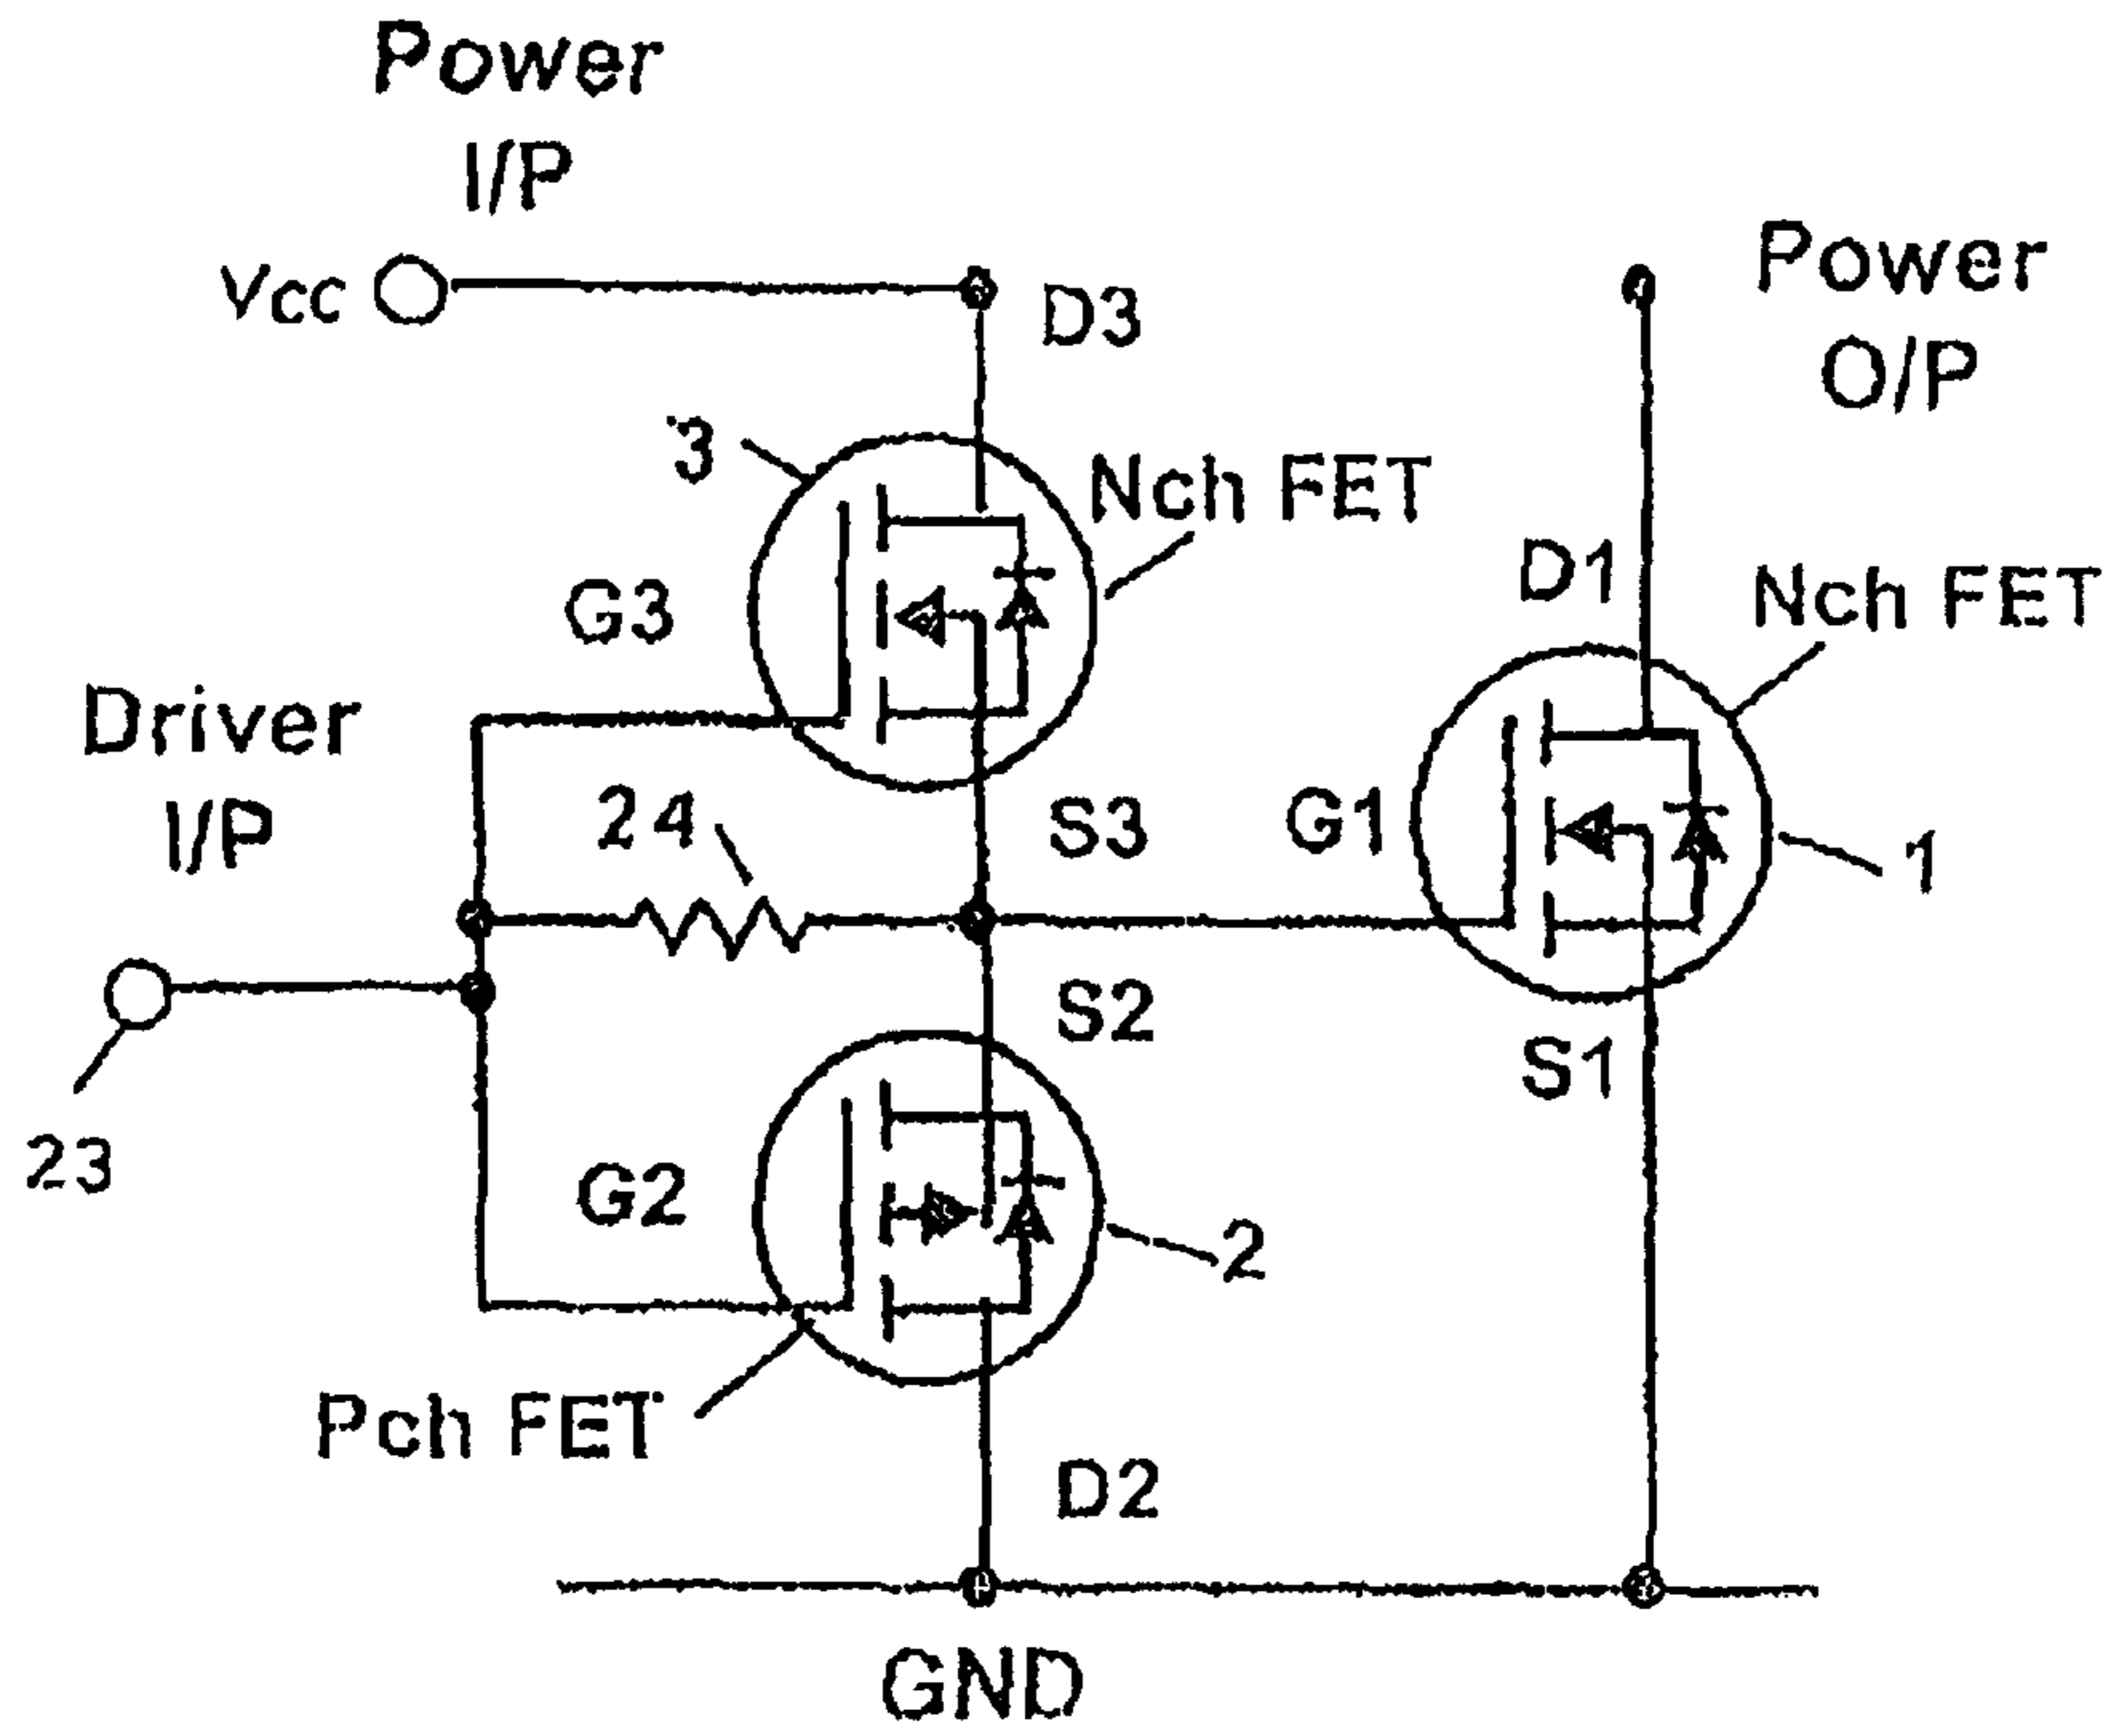 Power
I/P
Vcc
D3
Power
O/P
3
Nch FET
D1
Nch FET
G3
Driver
I/P
24
S3
G1
1
S2
S1
23
G2
2
Pch FET
D2
GND